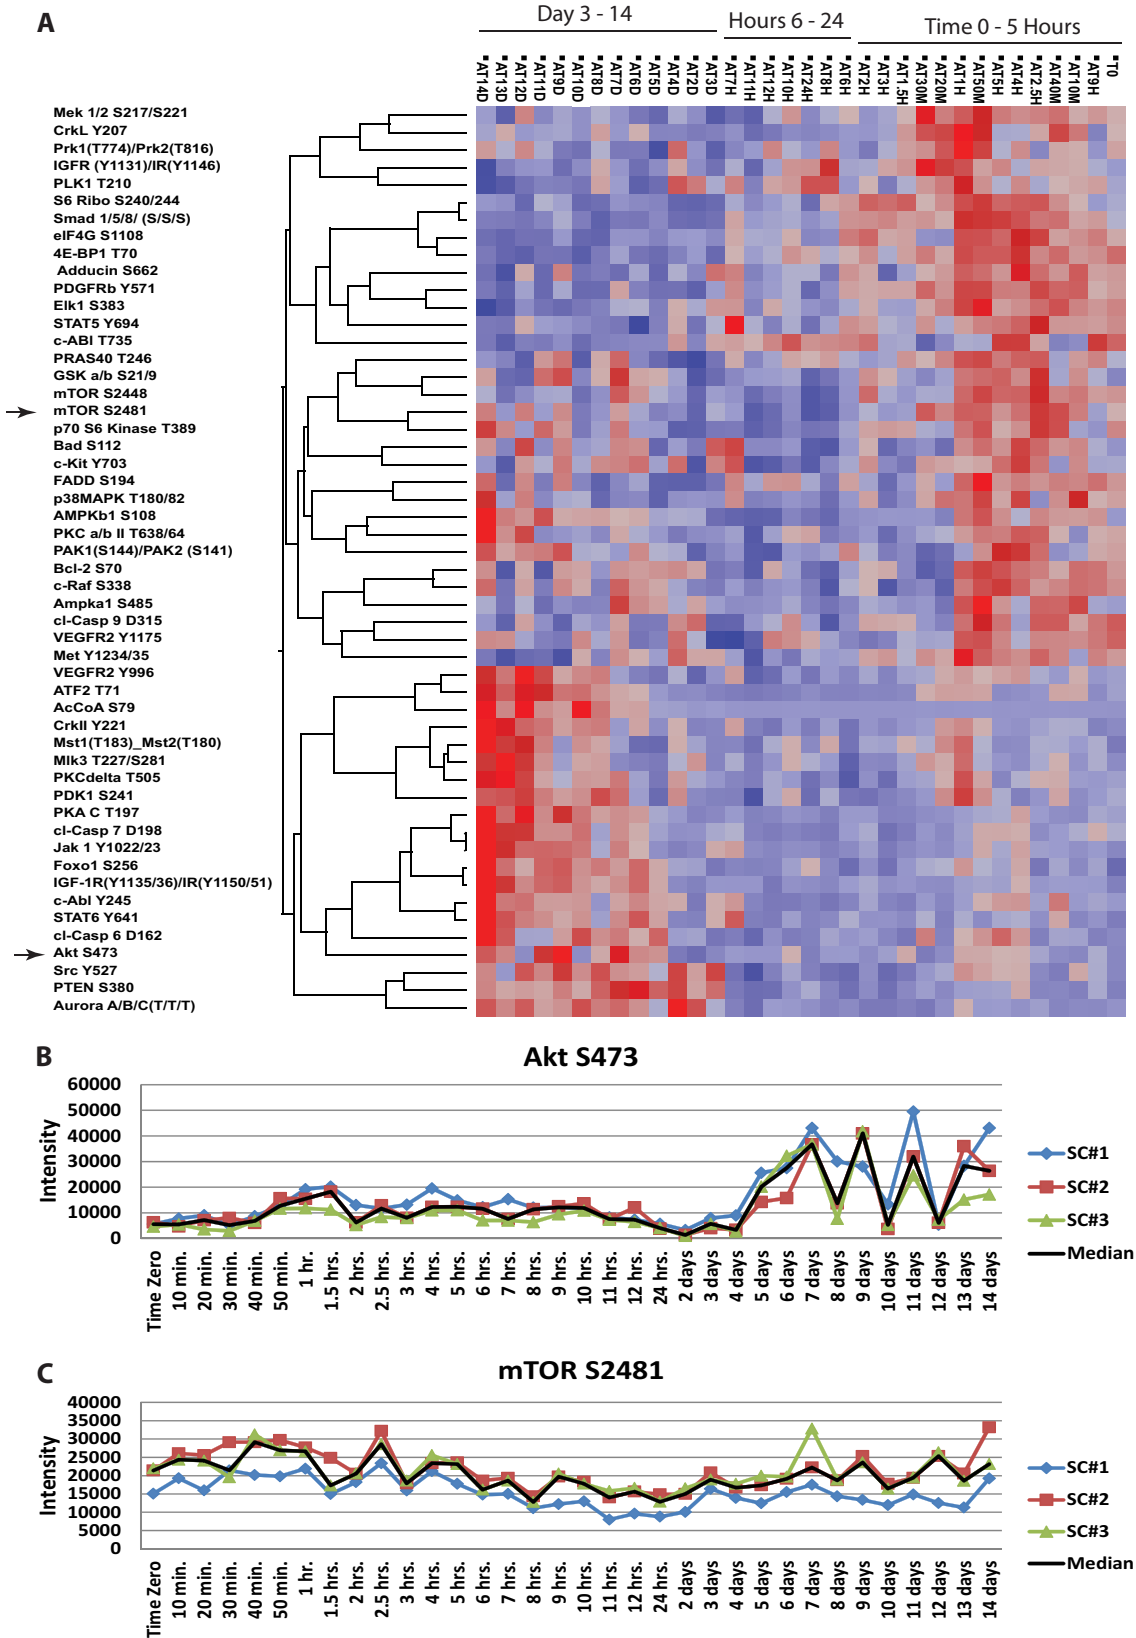 A
Day 3 - 14
Hours 6 - 24
Time 0 - 5 Hours
AT14D
AT13D
AT12D
AT11D
AT9D
AT10D
AT8D
AT7D
AT6D
AT5D
AT4D
AT2D
AT3D
AT7H
AT11H
AT12H
AT10H
AT24H
AT8H
AT6H
AT2H
AT3H
AT1.5H
AT30M
AT20M
AT1H
AT50M
AT5H
AT4H
AT2.5H
AT40M
AT10M
AT9H
T0
Mek 1/2 S217/S221
CrkL Y207
Prk1(T774)/Prk2(T816)
IGFR (Y1131)/IR(Y1146)
PLK1 T210
S6 Ribo S240/244
Smad 1/5/8/ (S/S/S)
eIF4G S1108
4E-BP1 T70
Adducin S662
PDGFRb Y571
Elk1 S383
STAT5 Y694
c-ABl T735
PRAS40 T246
GSK a/b S21/9
mTOR S2448
mTOR S2481
p70 S6 Kinase T389
Bad S112
c-Kit Y703
FADD S194
p38MAPK T180/82
AMPKb1 S108
PKC a/b II T638/64
PAK1(S144)/PAK2 (S141)
Bcl-2 S70
c-Raf S338
Ampka1 S485
cl-Casp 9 D315
VEGFR2 Y1175
Met Y1234/35
VEGFR2 Y996
ATF2 T71
AcCoA S79
CrkII Y221
Mst1(T183)_Mst2(T180)
Mlk3 T227/S281
PKCdelta T505
PDK1 S241
PKA C T197
cl-Casp 7 D198
Jak 1 Y1022/23
Foxo1 S256
IGF-1R(Y1135/36)/IR(Y1150/51)
c-Abl Y245
STAT6 Y641
cl-Casp 6 D162
Akt S473
Src Y527
PTEN S380
Aurora A/B/C(T/T/T)
B
Akt S473
Intensity
60000
50000
40000
30000
20000
10000
0
Time Zero
10 min.
20 min.
30 min.
40 min.
50 min.
1 hr.
1.5 hrs.
2 hrs.
2.5 hrs.
3 hrs.
4 hrs.
5 hrs.
6 hrs.
7 hrs.
8 hrs.
9 hrs.
10 hrs.
11 hrs.
12 hrs.
24 hrs.
2 days
3 days
4 days
5 days
6 days
7 days
8 days
9 days
10 days
11 days
12 days
13 days
14 days
SC#1
SC#2
SC#3
Median
C
mTOR S2481
Intensity
40000
35000
30000
25000
20000
15000
10000
5000
0
Time Zero
10 min.
20 min.
30 min.
40 min.
50 min.
1 hr.
1.5 hrs.
2 hrs.
2.5 hrs.
3 hrs.
4 hrs.
5 hrs.
6 hrs.
7 hrs.
8 hrs.
9 hrs.
10 hrs.
11 hrs.
12 hrs.
24 hrs.
2 days
3 days
4 days
5 days
6 days
7 days
8 days
9 days
10 days
11 days
12 days
13 days
14 days
SC#1
SC#2
SC#3
Median